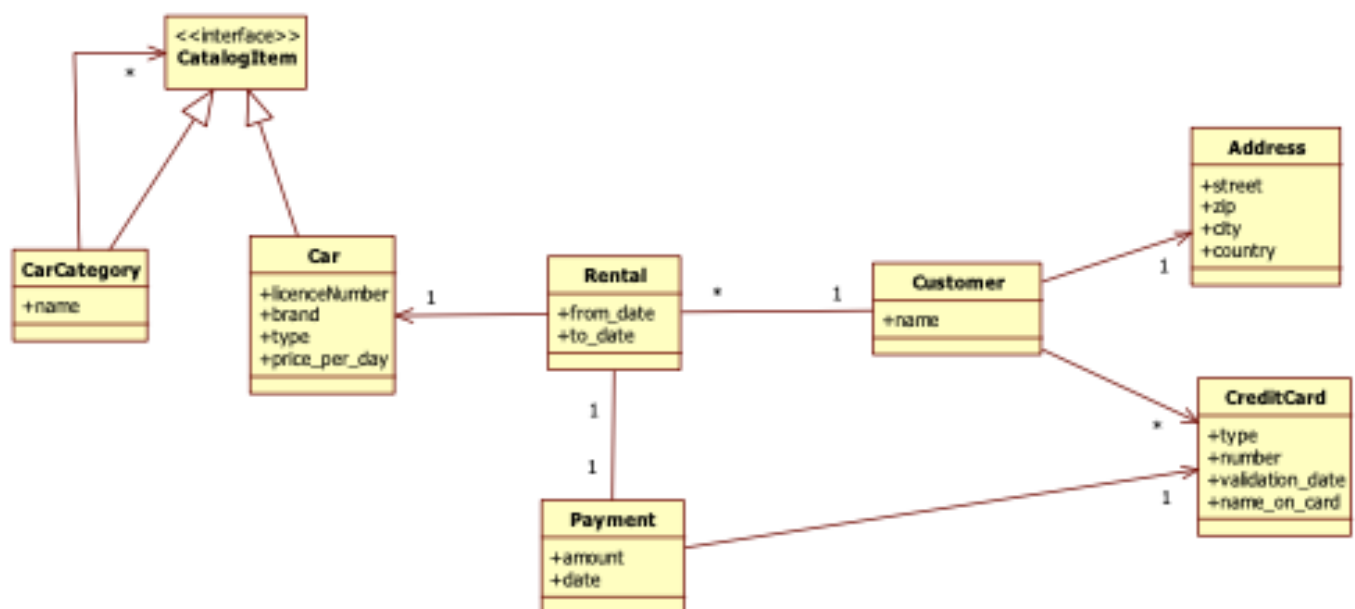 <<interface>>
CatalogItem
*
CarCategory
+name
Car
+licenceNumber
+brand
+type
+price_per_day
1
Rental
+from_date
+to_date
*
1
Customer
+name
Address
+street
+zip
+city
+country
1
*
CreditCard
+type
+number
+validation_date
+name_on_card
1
1
1
Payment
+amount
+date